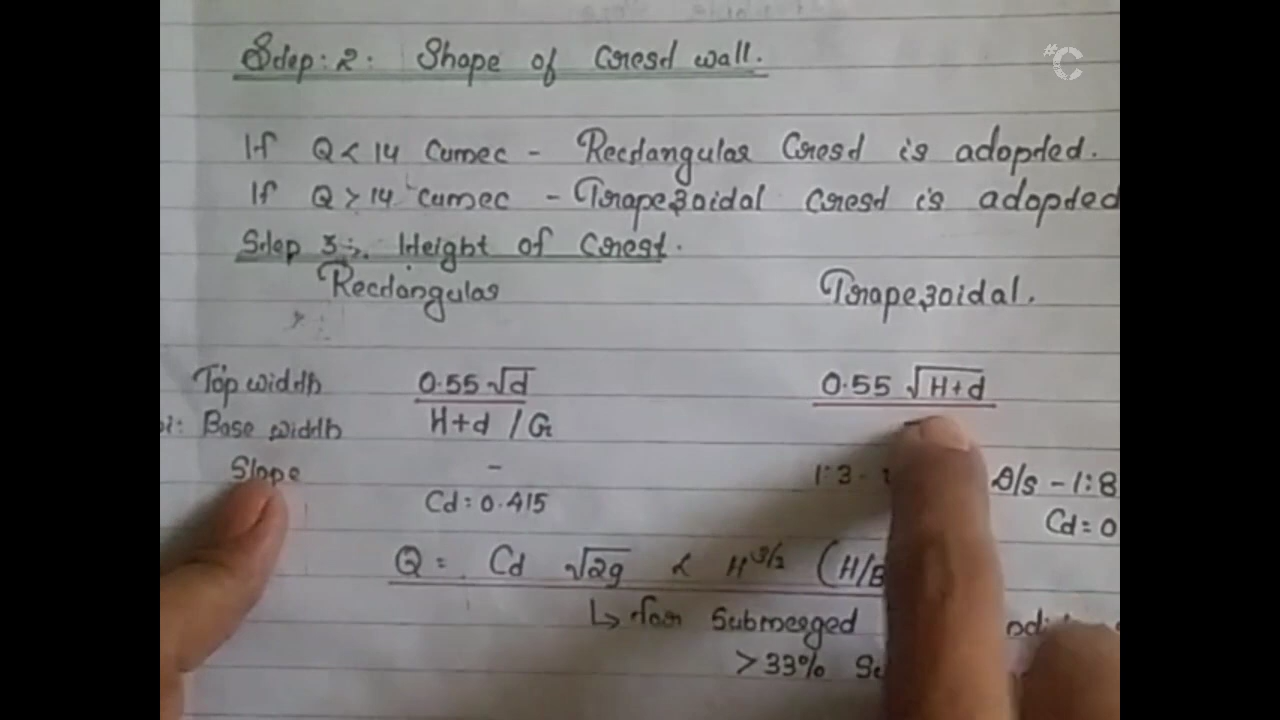 Step: 2: Shape of Crest wall.
If Q < 14 Cumec - Rectangular Crest is adopted.
If Q > 14 cumec - Trapezoidal crest is adopted
Step 3:. Height of Crest.
Rectangular Trapezoidal.
Top width 0.55 √d 0.55 √H+d
Base width H+d / G
Slope - 1:3 - D/s - 1:8
Cd = 0.415 Cd = 0
Q = Cd √2g L H^3/2 (H/B
↳ for Submerged
> 33%
#C